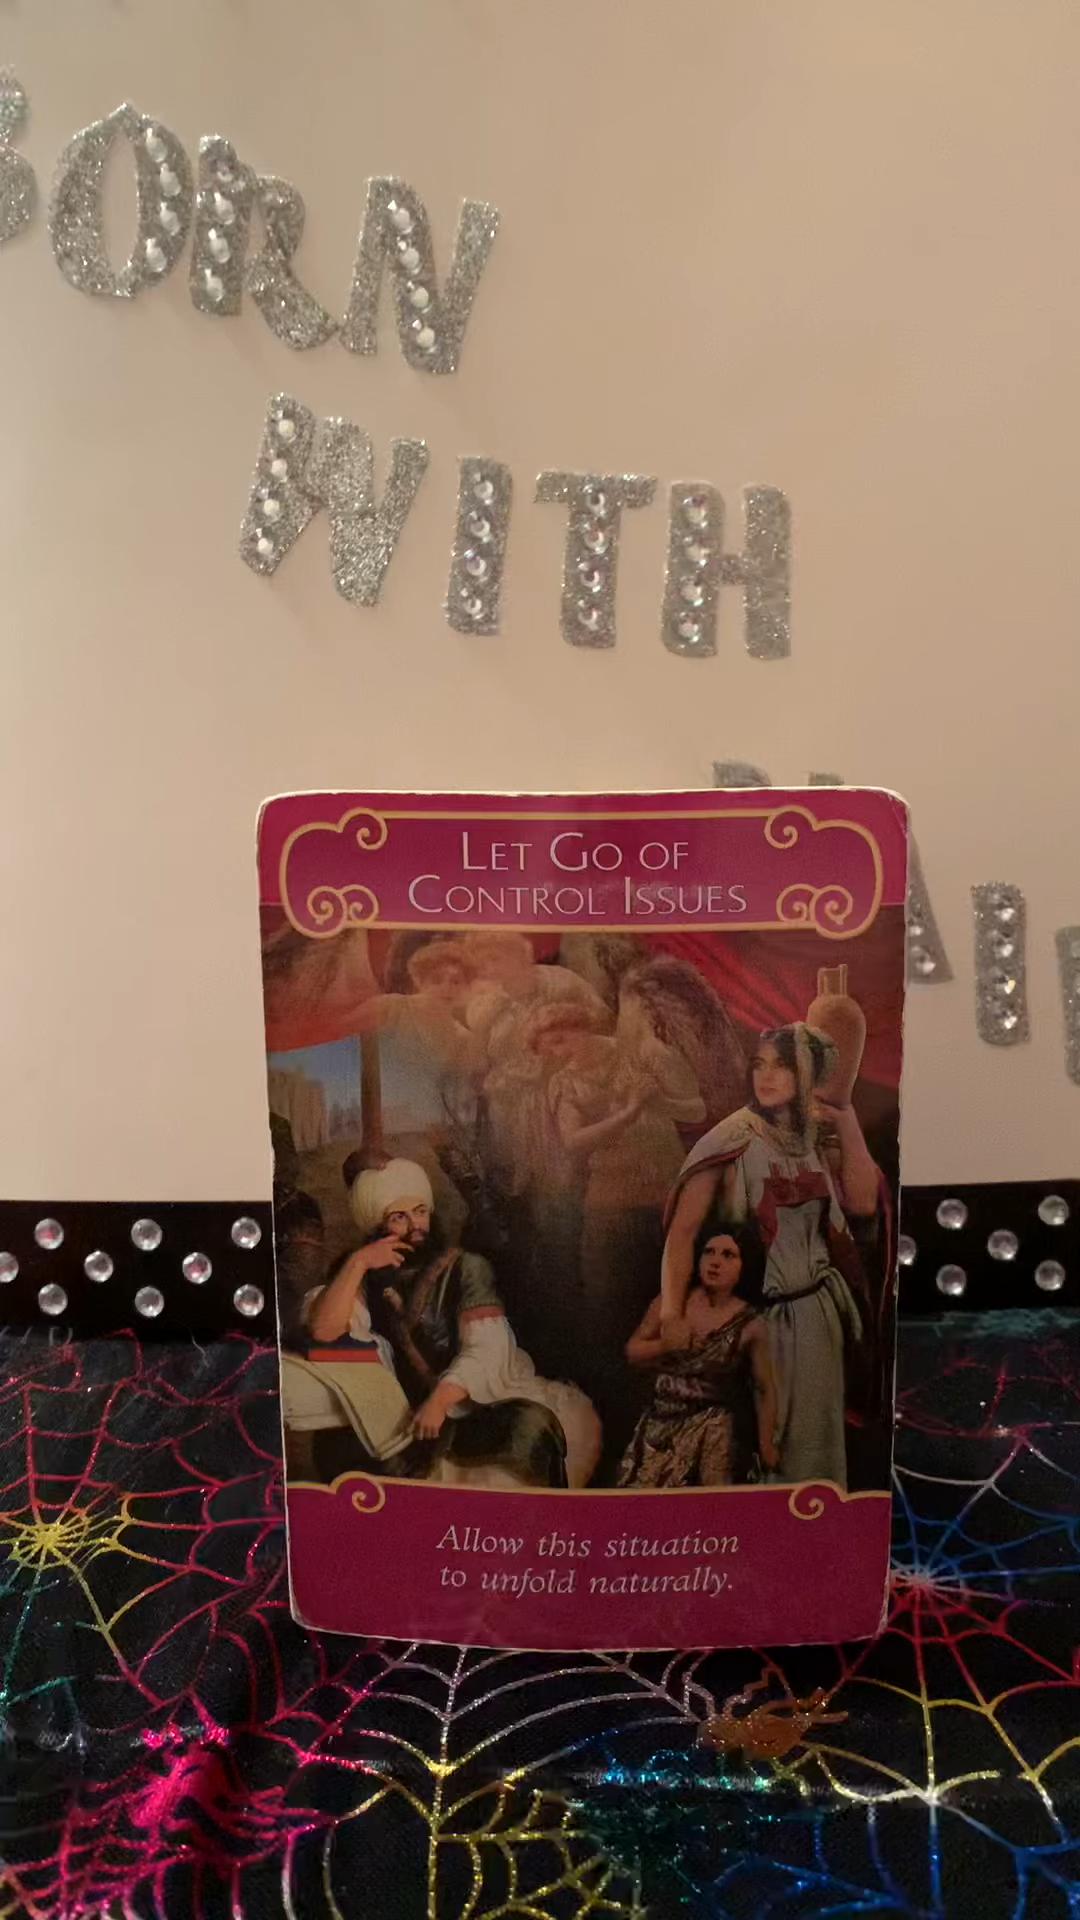 BORN
WITH
LET GO OF
CONTROL ISSUES
Allow this situation
to unfold naturally.